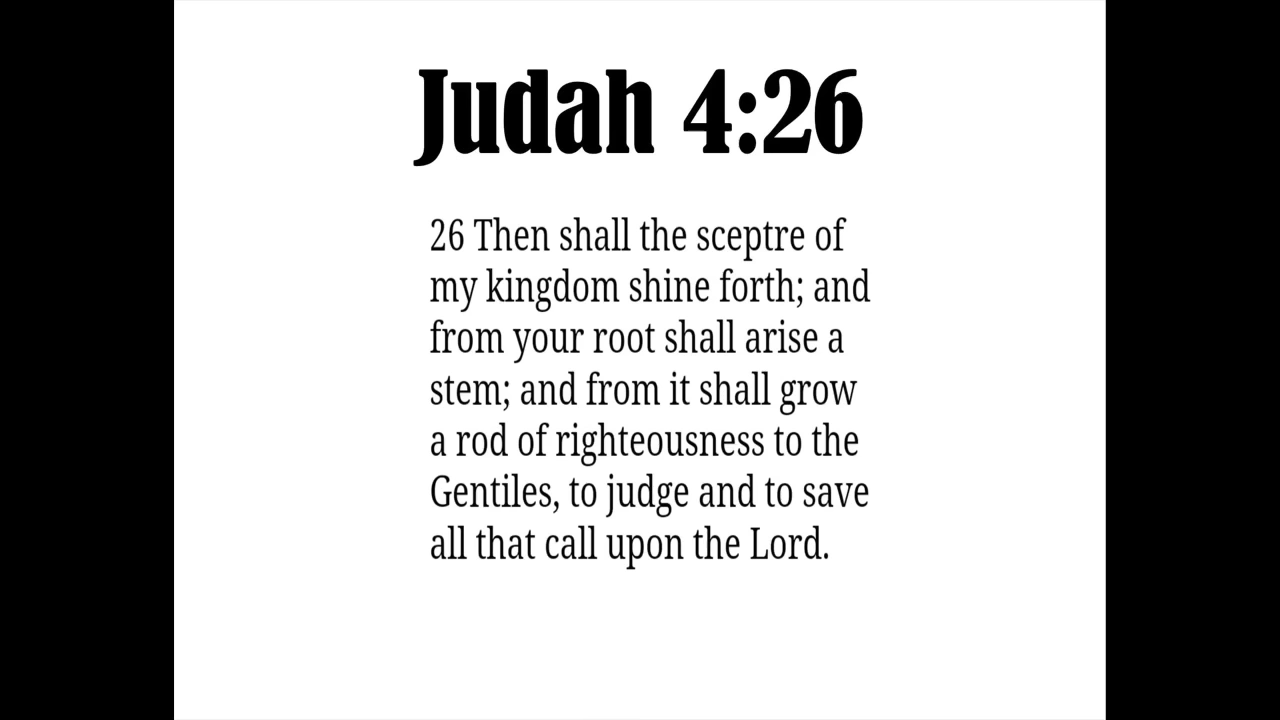 Judah 4:26
26 Then shall the sceptre of
my kingdom shine forth; and
from your root shall arise a
stem; and from it shall grow
a rod of righteousness to the
Gentiles, to judge and to save
all that call upon the Lord.